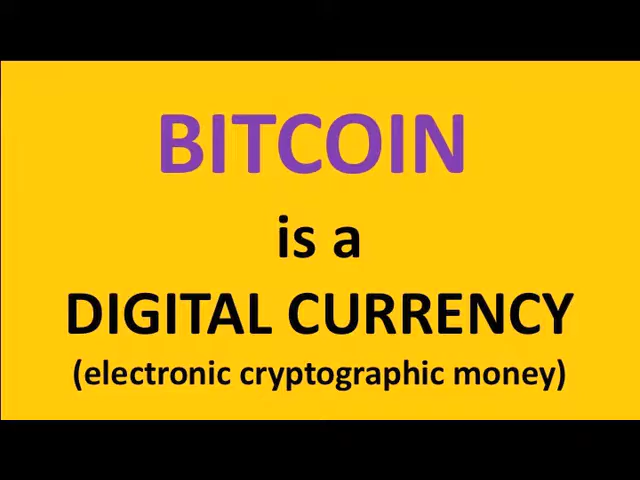 BITCOIN
is a
DIGITAL CURRENCY
(electronic cryptographic money)